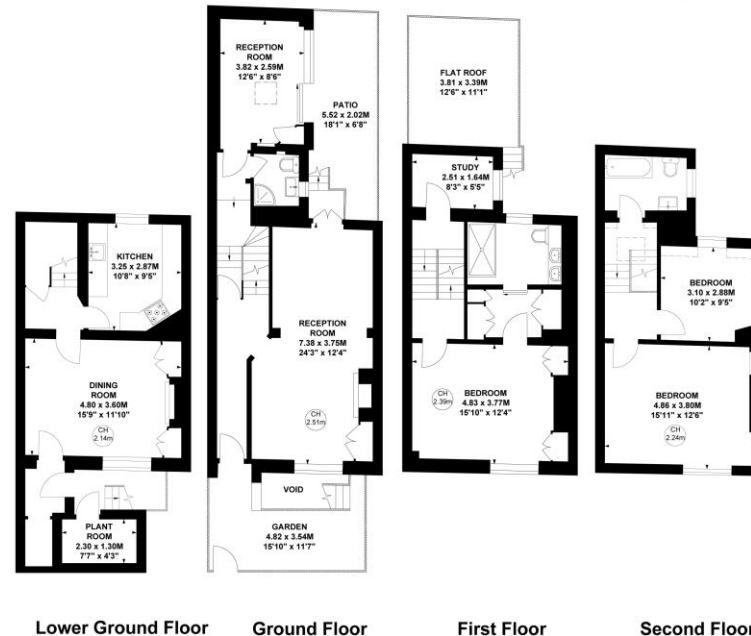 RECEPTION
ROOM
3.82 x 2.59M
12'6" x 8'6"
PATIO
5.52 x 2.02M
18'1" x 6'8"
RECEPTION
ROOM
7.38 x 3.75M
24'3" x 12'4"
CH
2.51m
VOID
GARDEN
4.82 x 3.54M
15'10" x 11'7"
KITCHEN
3.25 x 2.87M
10'8" x 9'5"
DINING
ROOM
4.80 x 3.60M
15'9" x 11'10"
CH
2.14m
PLANT
ROOM
2.30 x 1.30M
7'7" x 4'3"
FLAT ROOF
3.81 x 3.39M
12'6" x 11'1"
STUDY
2.51 x 1.64M
8'3" x 5'5"
CH
2.39m
BEDROOM
4.83 x 3.77M
15'10" x 12'4"
BEDROOM
3.10 x 2.88M
10'2" x 9'5"
BEDROOM
4.86 x 3.80M
15'11" x 12'6"
CH
2.24m
Lower Ground Floor
Ground Floor
First Floor
Second Floor